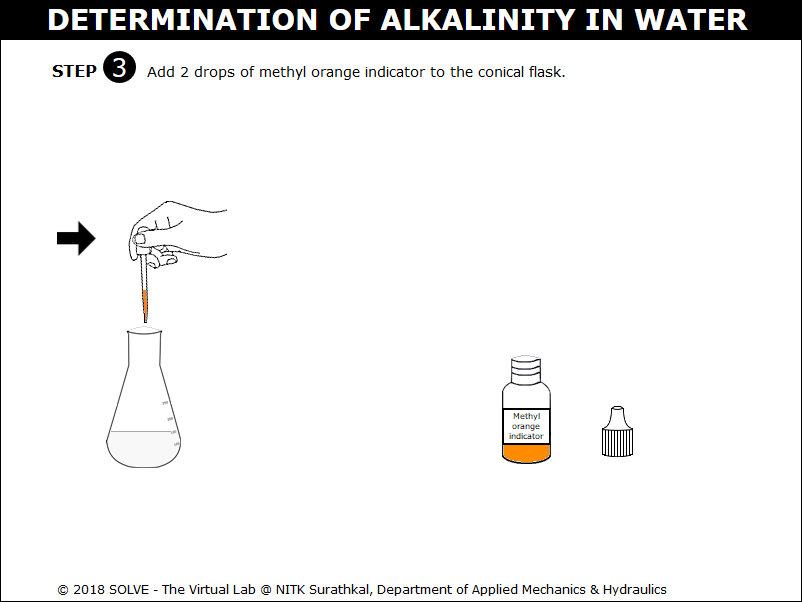 DETERMINATION OF ALKALINITY IN WATER
STEP 3 Add 2 drops of methyl orange indicator to the conical flask.
Methyl
orange
indicator
© 2018 SOLVE - The Virtual Lab @ NITK Surathkal, Department of Applied Mechanics & Hydraulics